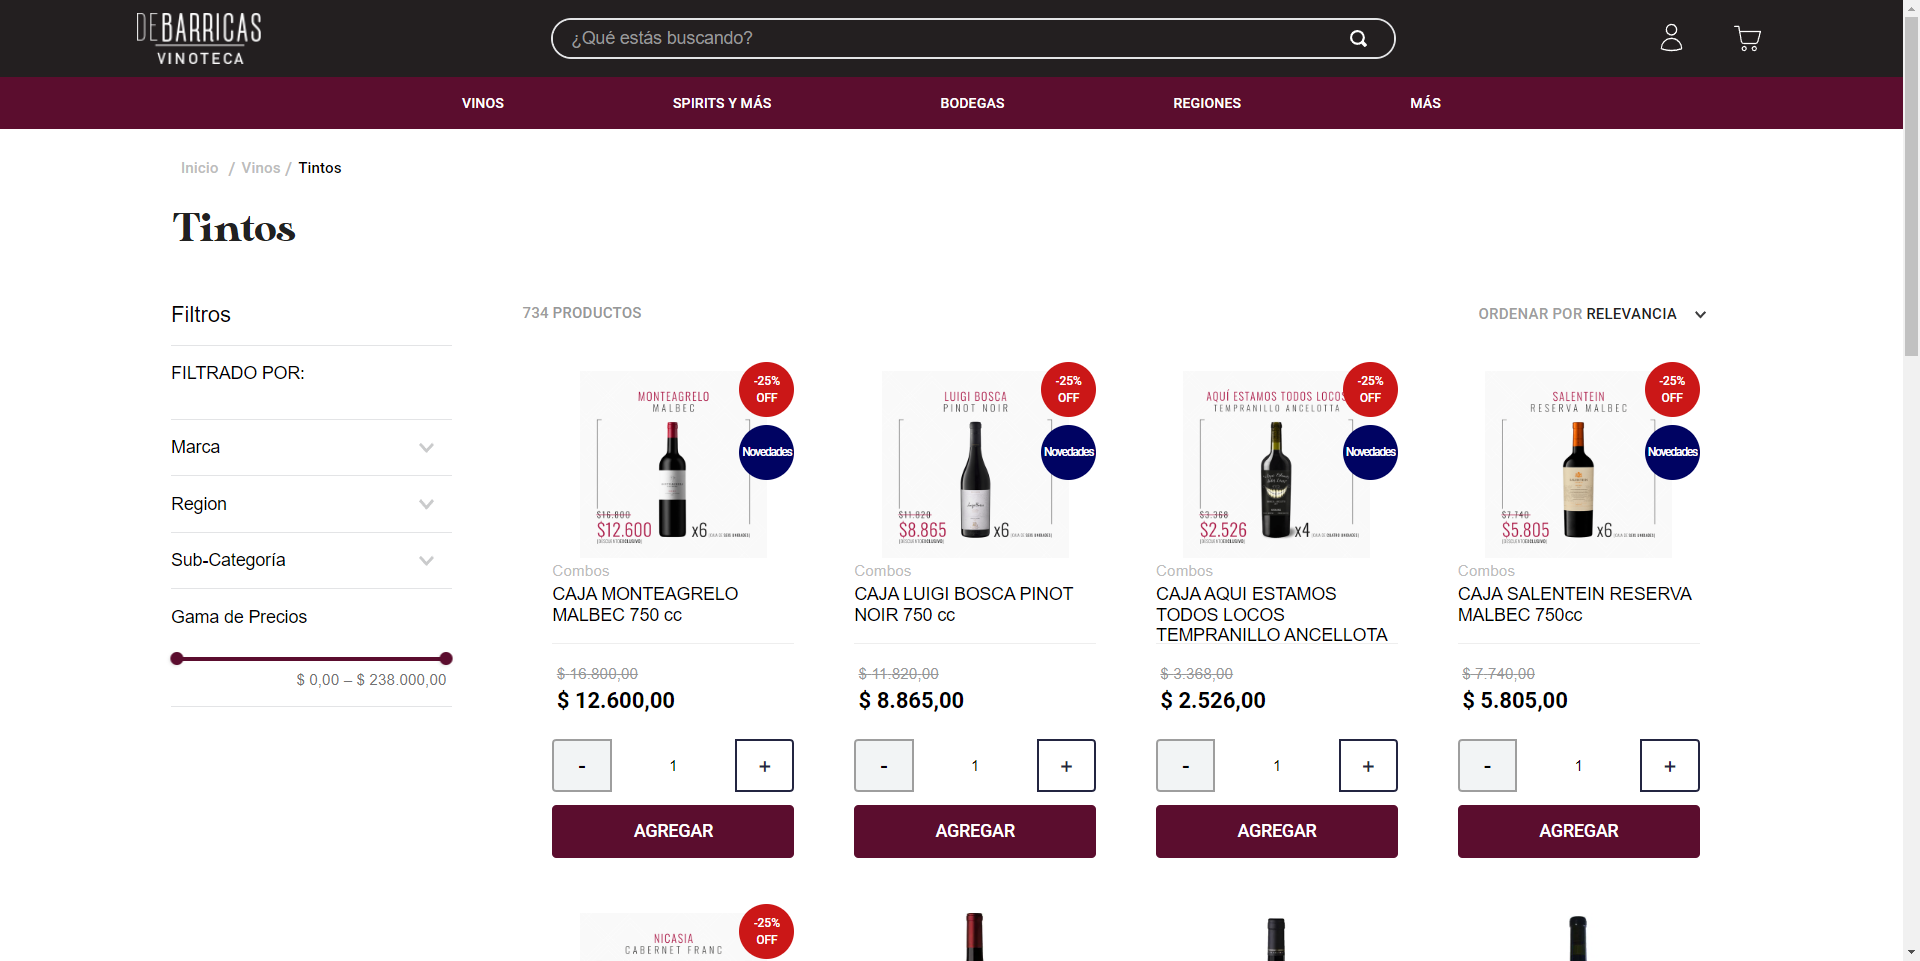 DEBARRICAS
VINOTECA
¿Qué estás buscando?
VINOS
SPIRITS Y MÁS
BODEGAS
REGIONES
MÁS
Inicio / Vinos / Tintos
Tintos
Filtros
FILTRADO POR:
Marca
Region
Sub-Categoría
Gama de Precios
$ 0,00 – $ 238.000,00
734 PRODUCTOS
ORDENAR POR RELEVANCIA
MONTEAGRELO
MALBEC
-25%
OFF
Novedades
$16.800
$12.600 x6
Combos
CAJA MONTEAGRELO
MALBEC 750 cc
$ 16.800,00
$ 12.600,00
- 1 +
AGREGAR
LUIGI BOSCA
PINOT NOIR
-25%
OFF
Novedades
$11.820
$8.865 x6
Combos
CAJA LUIGI BOSCA PINOT
NOIR 750 cc
$ 11.820,00
$ 8.865,00
- 1 +
AGREGAR
AQUÍ ESTAMOS TODOS LOCOS
TEMPRANILLO ANCELOTTA
-25%
OFF
Novedades
$3.368
$2.526 x4
Combos
CAJA AQUI ESTAMOS
TODOS LOCOS
TEMPRANILLO ANCELLOTA
$ 3.368,00
$ 2.526,00
- 1 +
AGREGAR
SALENTEIN
RESERVA MALBEC
-25%
OFF
Novedades
$7.740
$5.805 x6
Combos
CAJA SALENTEIN RESERVA
MALBEC 750cc
$ 7.740,00
$ 5.805,00
- 1 +
AGREGAR
NICASIA
CABERNET FRANC
-25%
OFF